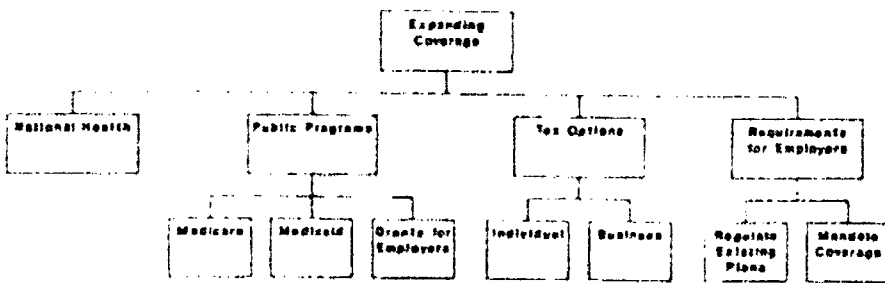 Expanding
Coverage
National Health
Public Programs
Tax Options
Requirements
for Employers
Medicare
Medicaid
Grants for
Employers
Individual
Business
Regulate
Existing
Plans
Mandate
Coverage